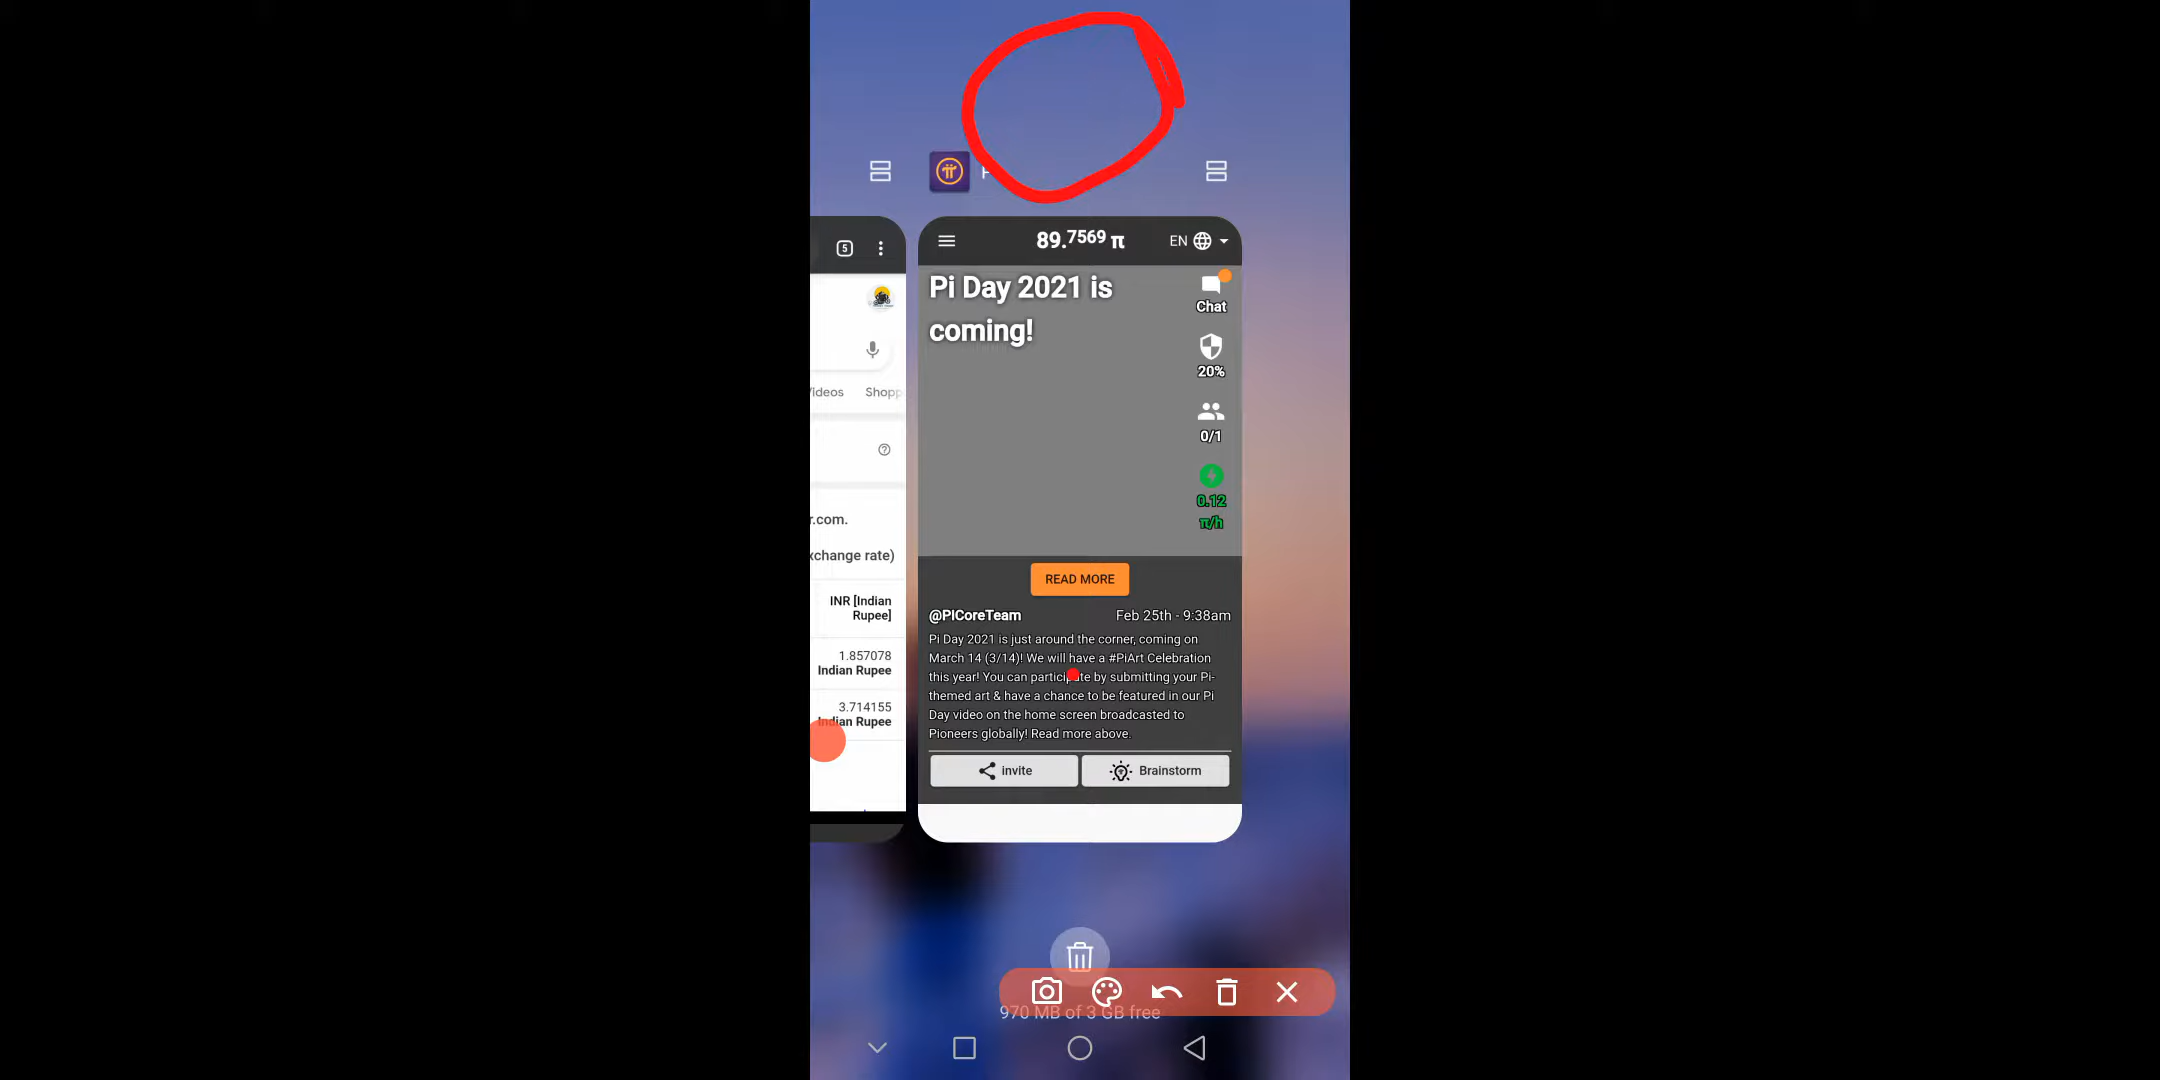 5
Videos Shopp
r.com.
xchange rate)
INR [Indian
Rupee]
1.857078
Indian Rupee
3.714155
Indian Rupee
89.7569 π
EN
Pi Day 2021 is
coming!
Chat
20%
0/1
0.12
π/h
READ MORE
@PiCoreTeam Feb 25th - 9:38am
Pi Day 2021 is just around the corner, coming on
March 14 (3/14)! We will have a #PiArt Celebration
this year! You can participate by submitting your Pi-
themed art & have a chance to be featured in our Pi
Day video on the home screen broadcasted to
Pioneers globally! Read more above.
invite Brainstorm
970 MB of 3 GB free